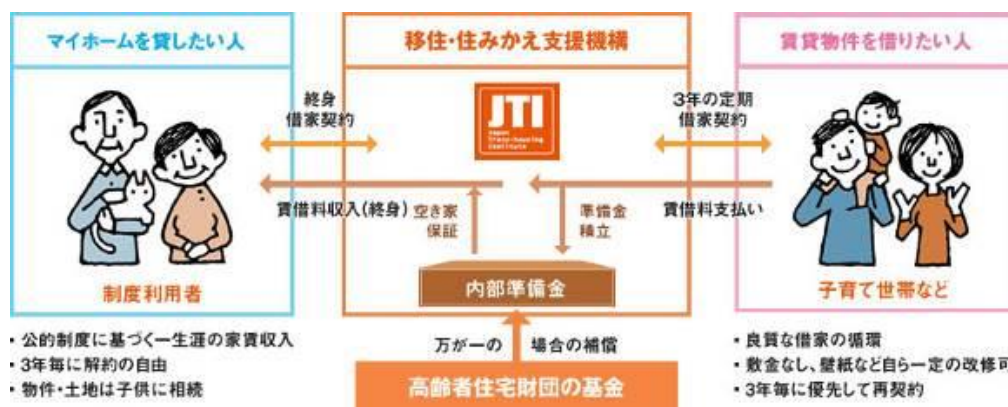 マイホームを貸したい人
移住・住みかえ支援機構
賃貸物件を借りたい人
終身
借家契約
JTI
3年の定期
借家契約
賃借料収入(終身)
空き家
保証
準備金
積立
賃借料支払い
制度利用者
内部準備金
子育て世帯など
・公的制度に基づく一生涯の家賃収入
・3年毎に解約の自由
・物件・土地は子供に相続
万が一の 場合の補償
高齢者住宅財団の基金
・良質な借家の循環
・敷金なし、壁紙など自ら一定の改修可
・3年毎に優先して再契約